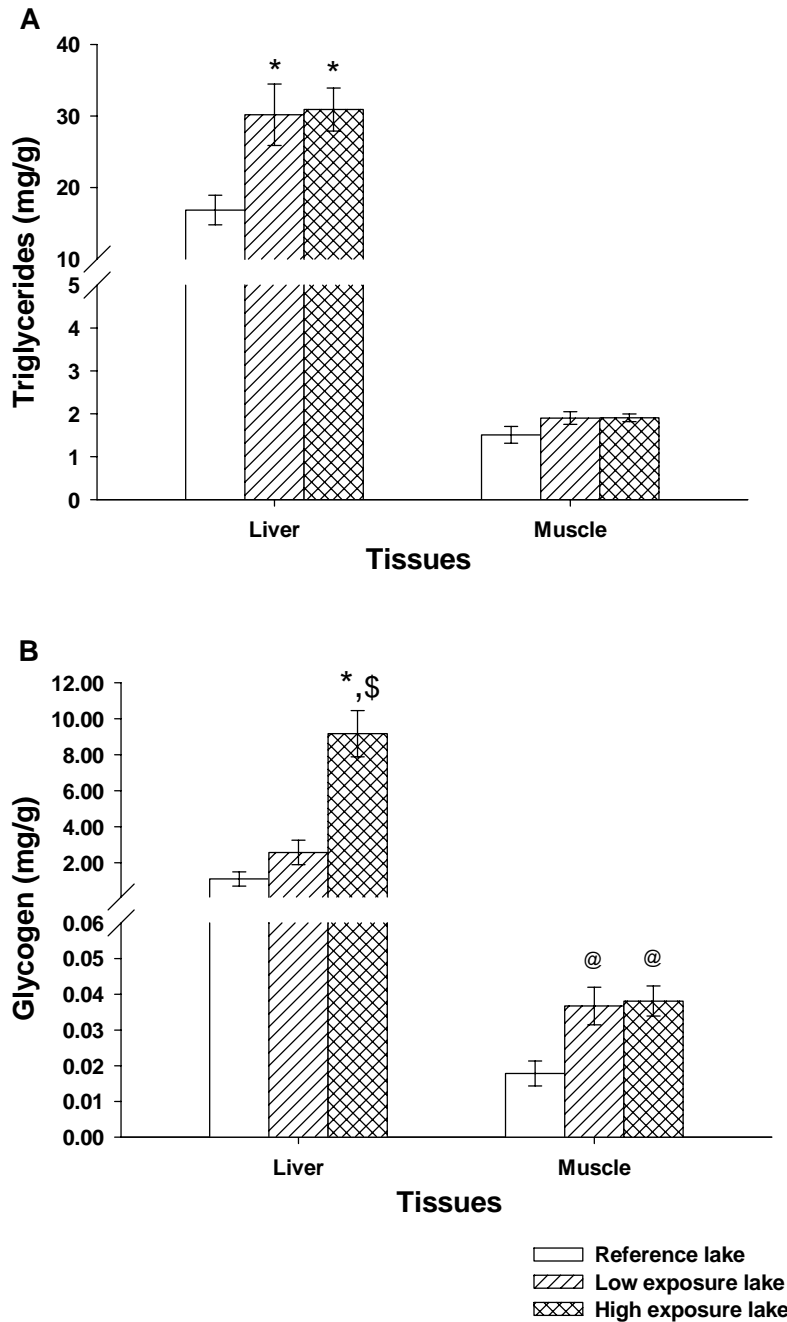 A
Triglycerides (mg/g)
40
30
20
10
5
4
3
2
1
0
*
*
Liver
Muscle
Tissues
B
Glycogen (mg/g)
12.00
10.00
8.00
6.00
4.00
2.00
0.06
0.05
0.04
0.03
0.02
0.01
0.00
*,$
@
@
Liver
Muscle
Tissues
Reference lake
Low exposure lake
High exposure lake